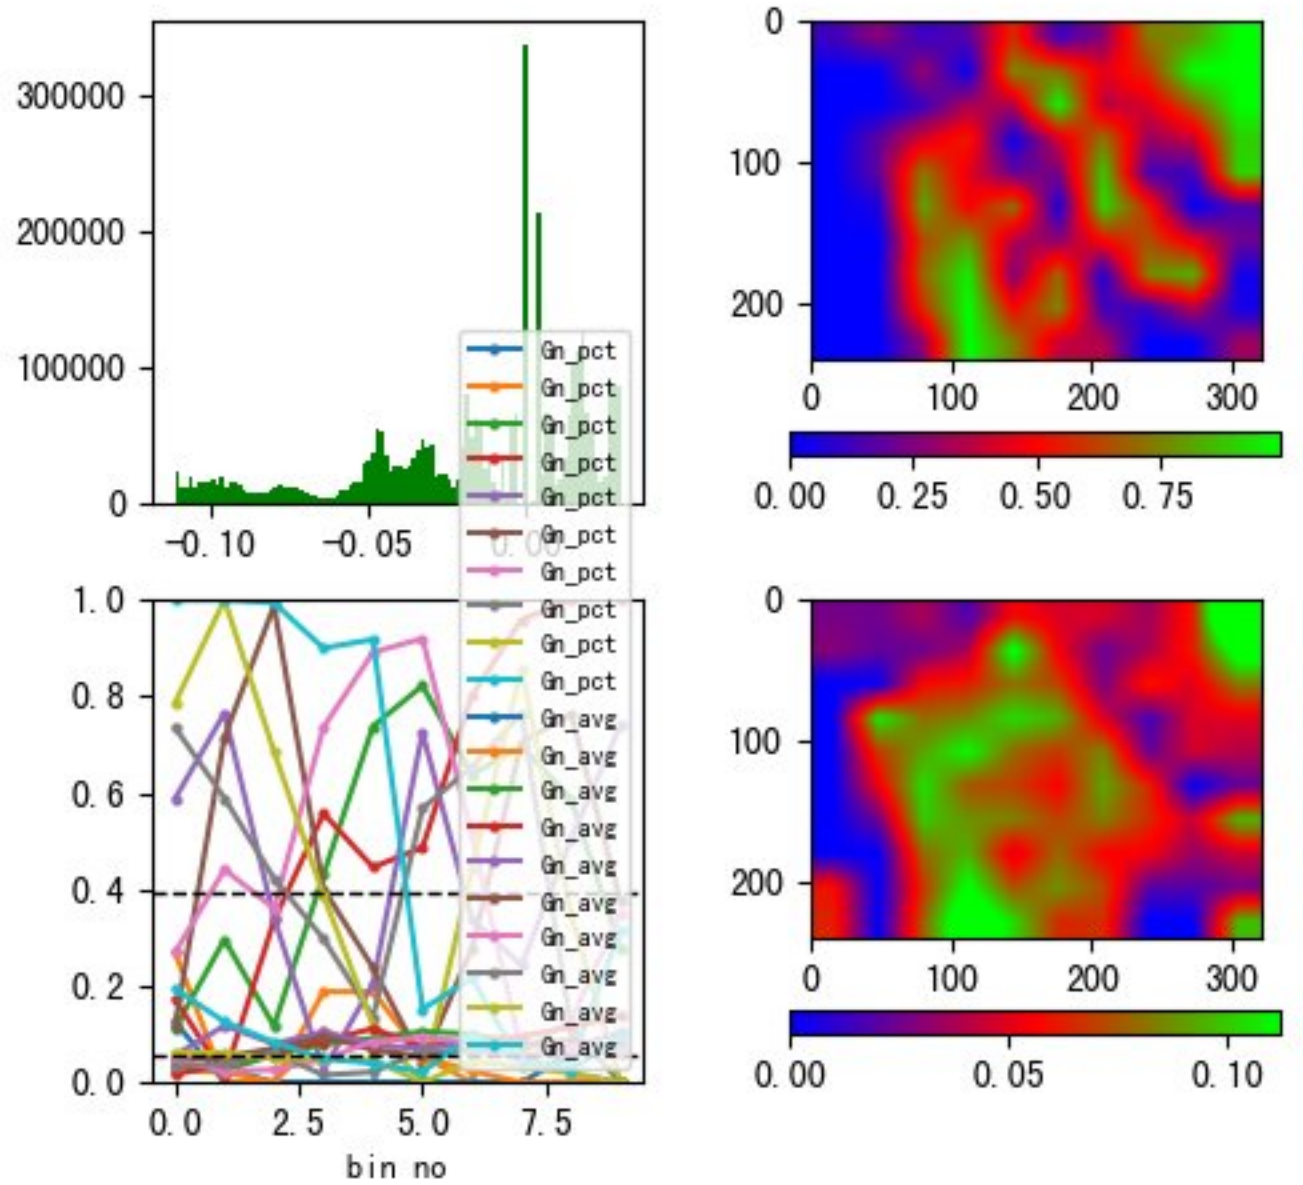 300000
200000
100000
0
-0.10 -0.05 0.00
0
100
200
0 100 200 300
0.00 0.25 0.50 0.75
Gn_pct
Gn_pct
Gn_pct
Gn_pct
Gn_pct
Gn_pct
Gn_pct
Gn_pct
Gn_pct
Gn_pct
Gn_avg
Gn_avg
Gn_avg
Gn_avg
Gn_avg
Gn_avg
Gn_avg
Gn_avg
Gn_avg
Gn_avg
1.0
0.8
0.6
0.4
0.2
0.0
0.0 2.5 5.0 7.5
bin no
0
100
200
0 100 200 300
0.00 0.05 0.10